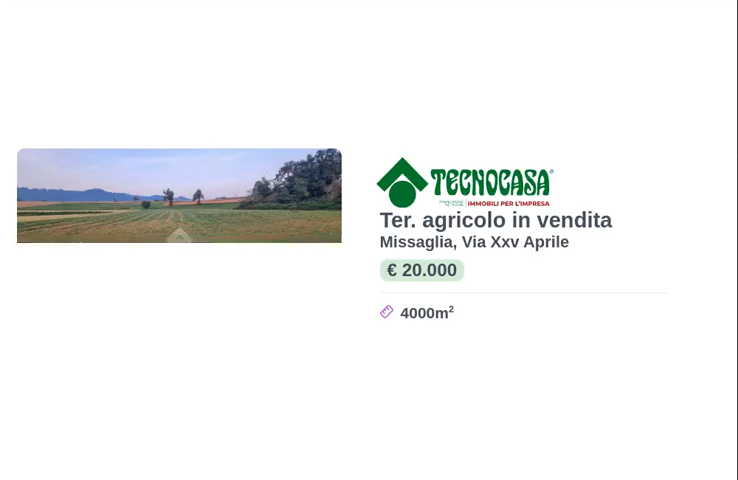 TECNOCASA
IMMOBILI PER L'IMPRESA
Ter. agricolo in vendita
Missaglia, Via Xxv Aprile
€ 20.000
4000m²